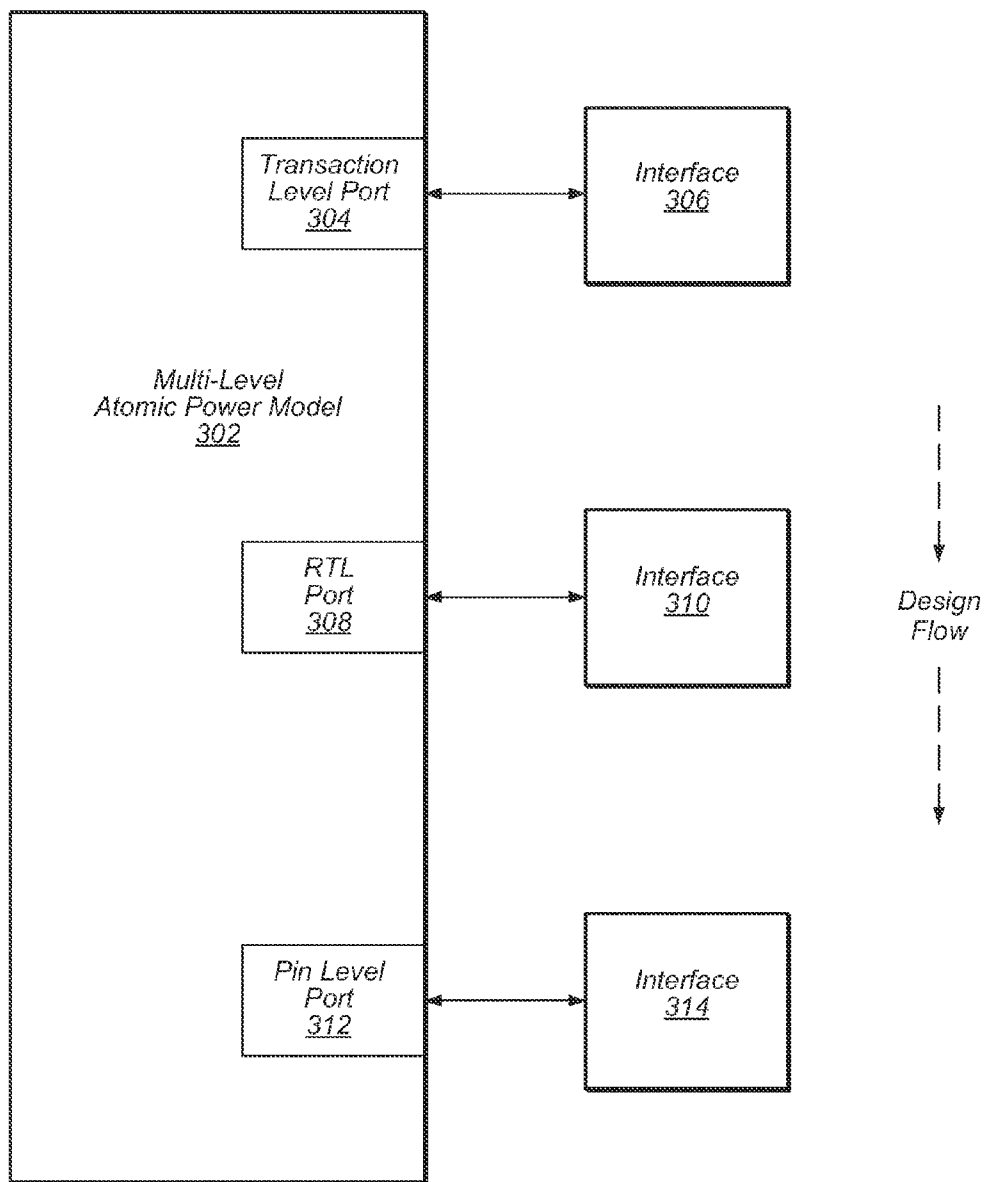 Transaction
Level Port
304
Interface
306
Multi-Level
Atomic Power Model
302
RTL
Port
308
Interface
310
Design
Flow
Pin Level
Port
312
Interface
314